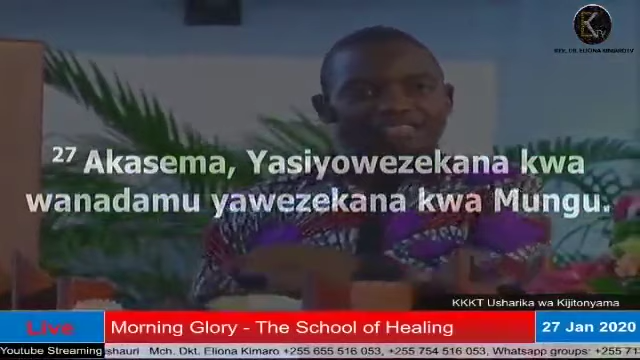 REV. DR. ELIONA KIMARO TV
27 Akasema, Yasiyowezekana kwa
wanadamu yawezekana kwa Mungu.
KKKT Usharika wa Kijitonyama
Live
Morning Glory - The School of Healing
27 Jan 2020
Youtube Streaming
shauri Mch. Dkt. Eliona Kimaro +255 655 516 053, +255 754 516 053, Whatsapp groups: +255 71